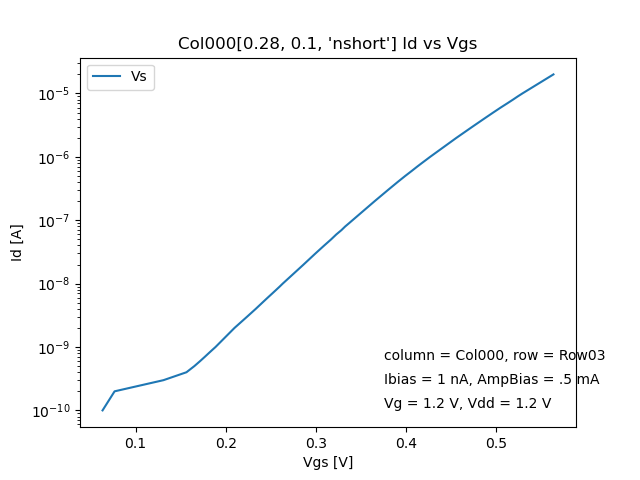 Col000[0.28, 0.1, 'nshort'] Id vs Vgs
Vs
10⁻⁵
10⁻⁶
10⁻⁷
10⁻⁸
10⁻⁹
10⁻¹⁰
Id [A]
column = Col000, row = Row03
Ibias = 1 nA, AmpBias = .5 mA
Vg = 1.2 V, Vdd = 1.2 V
0.1 0.2 0.3 0.4 0.5
Vgs [V]